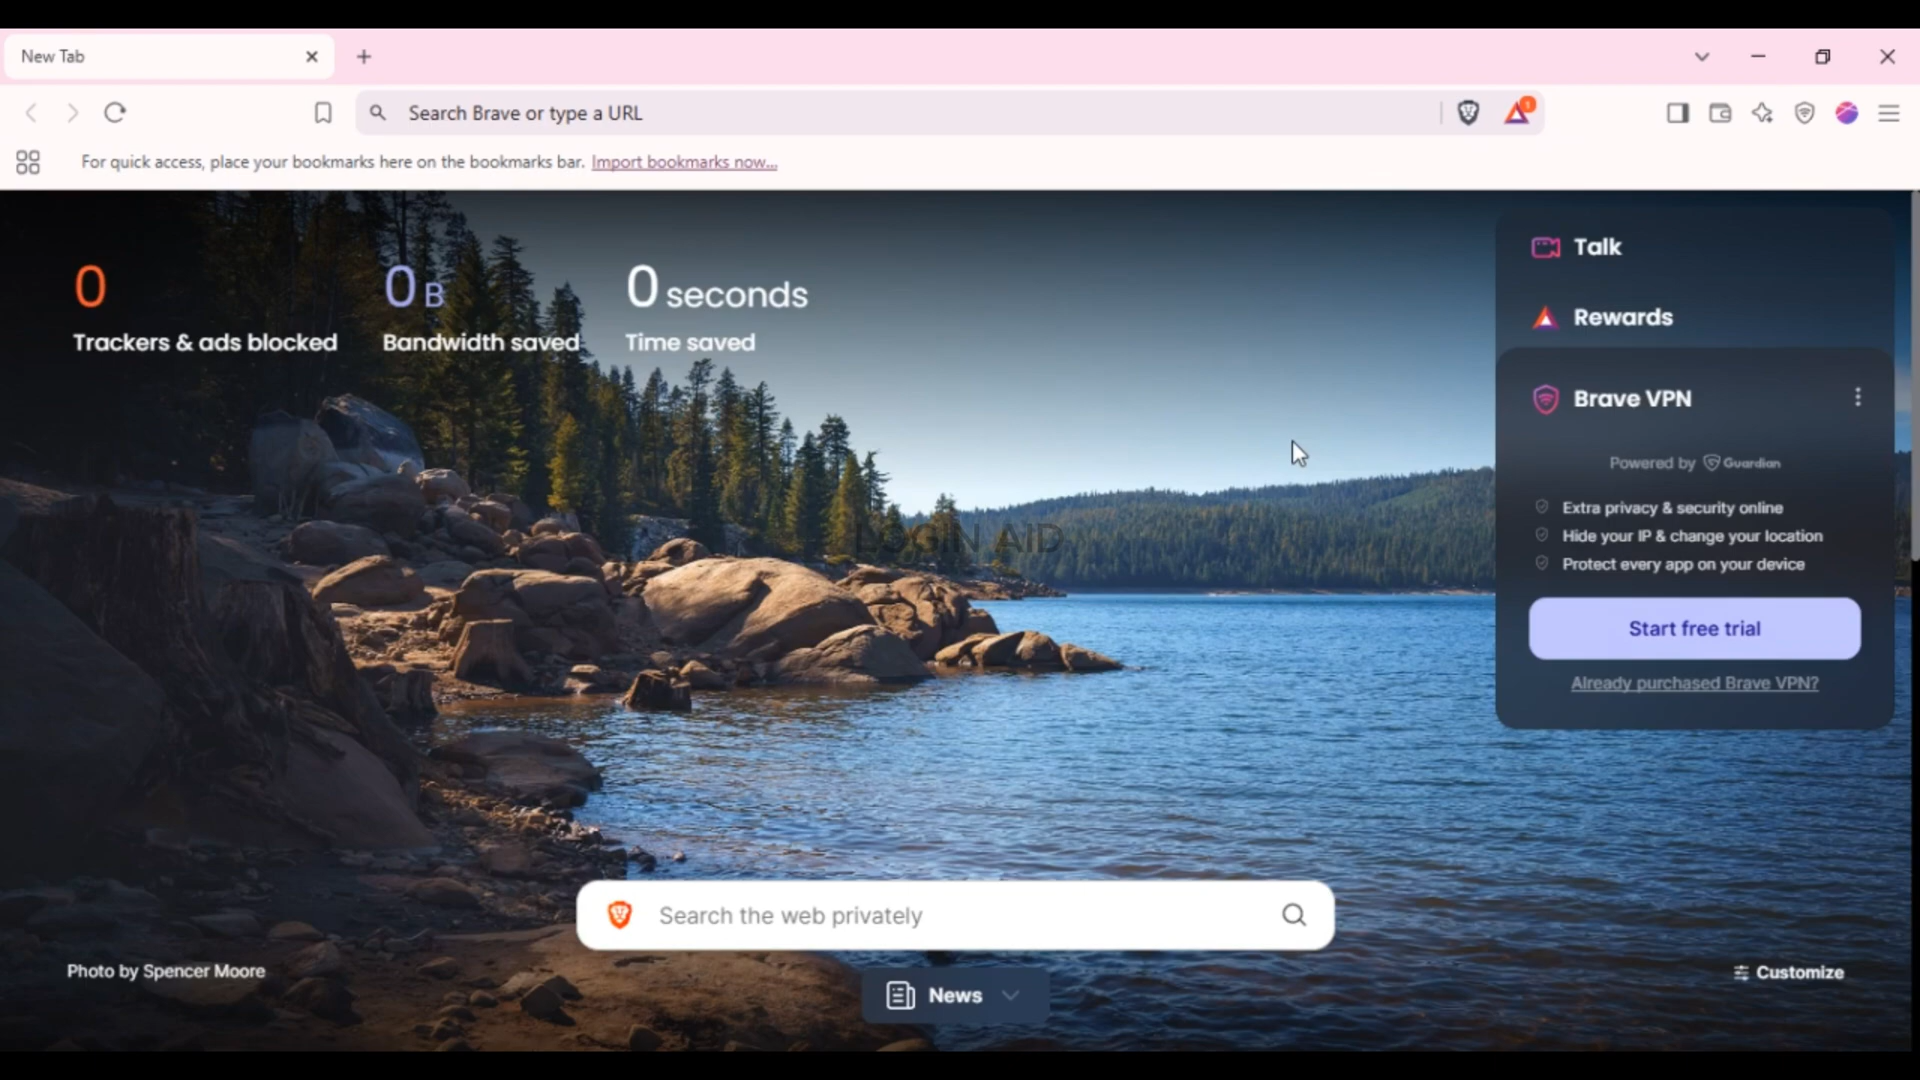 New Tab
Search Brave or type a URL
1
For quick access, place your bookmarks here on the bookmarks bar. Import bookmarks now...
0
Trackers & ads blocked
0 B
Bandwidth saved
0 seconds
Time saved
Talk
Rewards
Brave VPN
Powered by Guardian
Extra privacy & security online
Hide your IP & change your location
Protect every app on your device
Start free trial
Already purchased Brave VPN?
LOGIN AID
Search the web privately
Photo by Spencer Moore
Customize
News